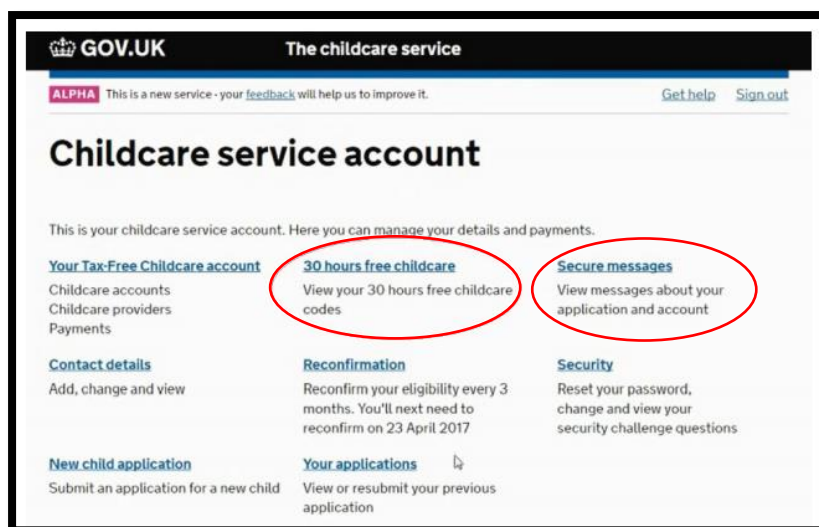 GOV.UK The childcare service
ALPHA This is a new service - your feedback will help us to improve it. Get help Sign out
Childcare service account
This is your childcare service account. Here you can manage your details and payments.
Your Tax-Free Childcare account
Childcare accounts
Childcare providers
Payments
30 hours free childcare
View your 30 hours free childcare
codes
Secure messages
View messages about your
application and account
Contact details
Add, change and view
Reconfirmation
Reconfirm your eligibility every 3
months. You'll next need to
reconfirm on 23 April 2017
Security
Reset your password,
change and view your
security challenge questions
New child application
Submit an application for a new child
Your applications
View or resubmit your previous
application